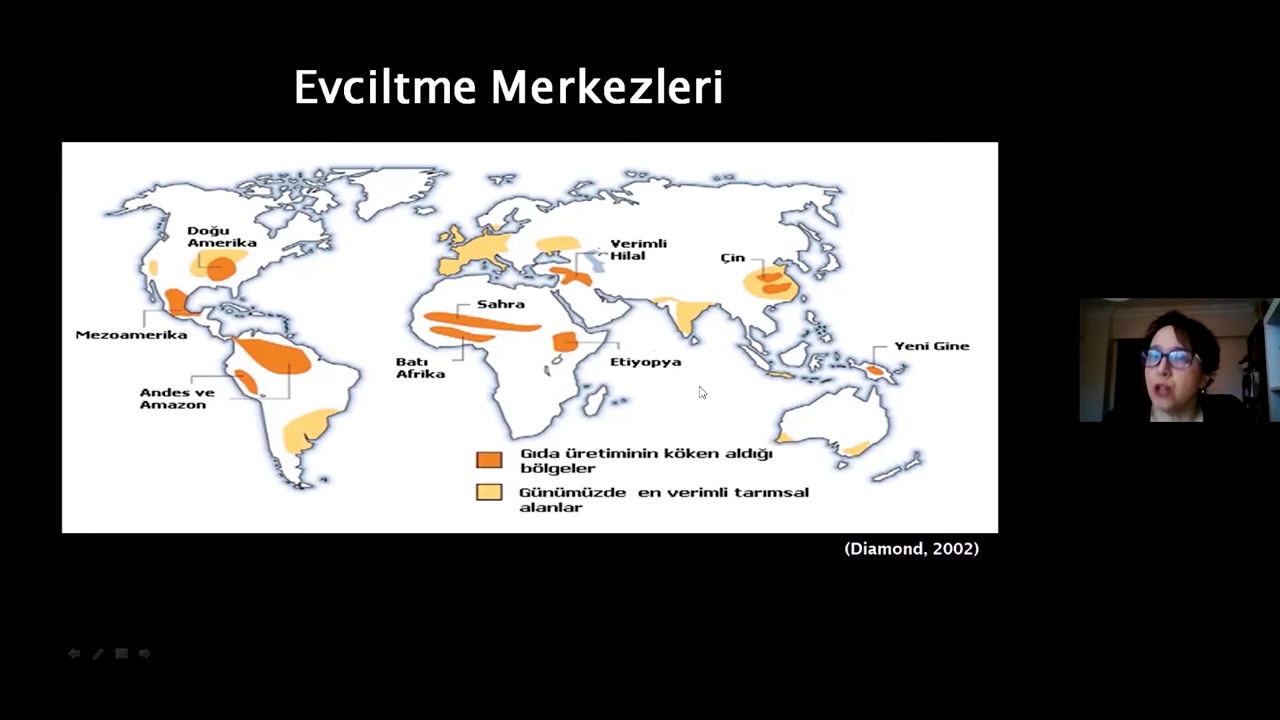 Evciltme Merkezleri
Doğu
Amerika
Verimli
Hilal
Çin
Sahra
Mezoamerika
Batı
Afrika
Etiyopya
Yeni Gine
Andes ve
Amazon
Gıda üretiminin köken aldığı
bölgeler
Günümüzde en verimli tarımsal
alanlar
(Diamond, 2002)